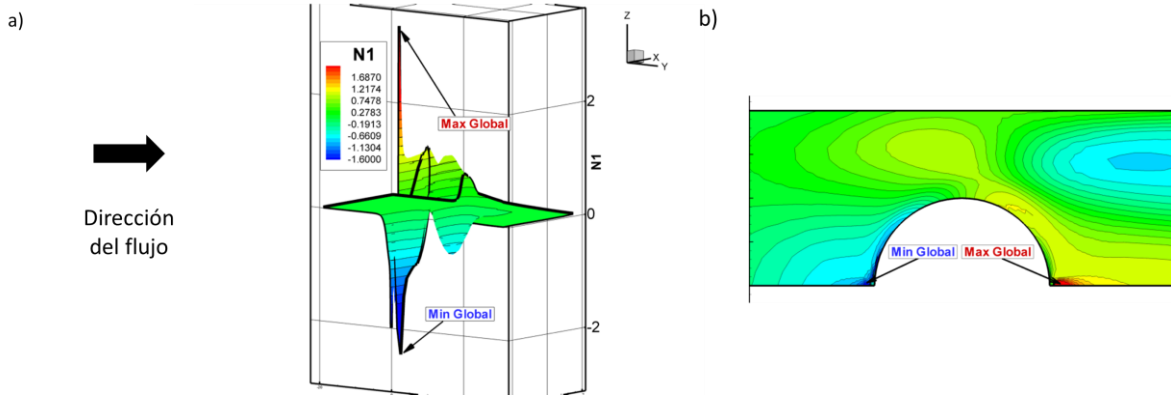 a)
N1
1.6870
1.2174
0.7478
0.2783
-0.1913
-0.6609
-1.1304
-1.6000
Max Global
Min Global
2
N1
0
-2
Z
X
Y
Dirección
del flujo
b)
Min Global Max Global